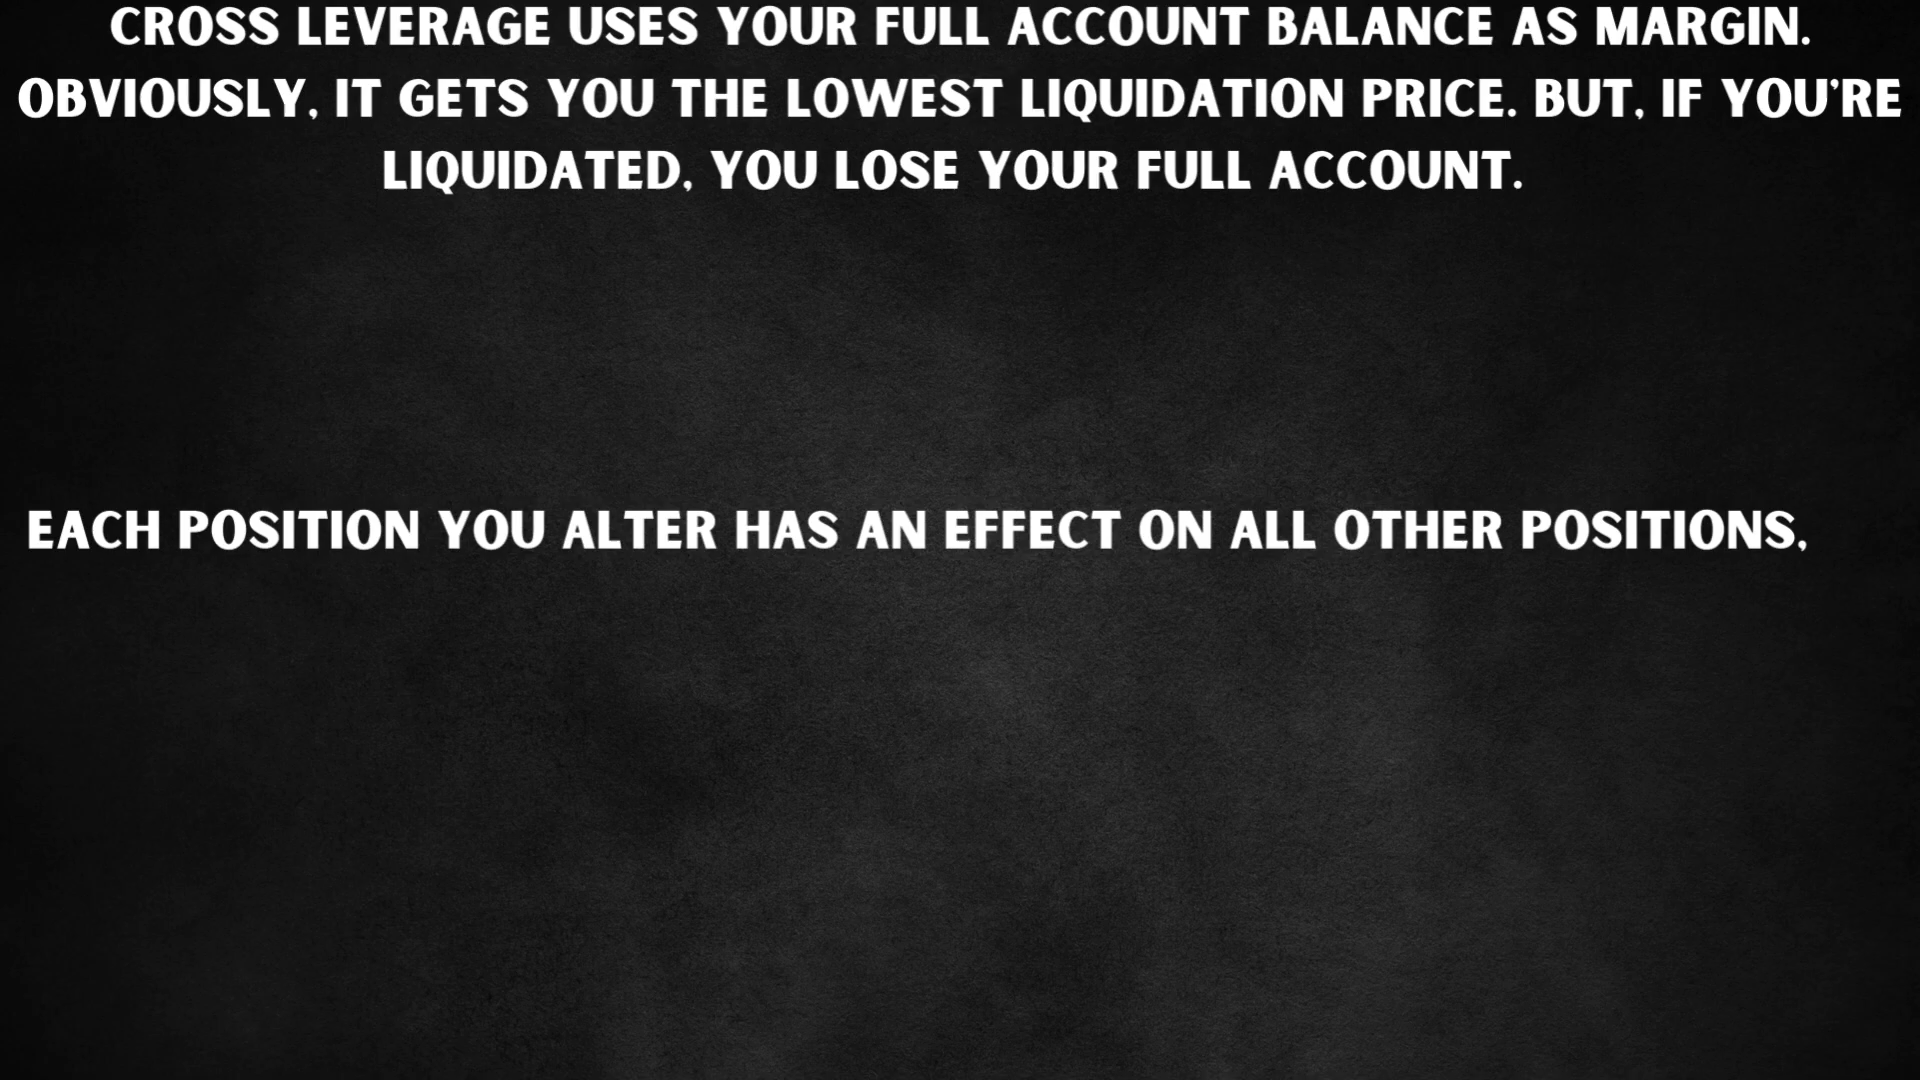 CROSS LEVERAGE USES YOUR FULL ACCOUNT BALANCE AS MARGIN.
OBVIOUSLY, IT GETS YOU THE LOWEST LIQUIDATION PRICE. BUT, IF YOU'RE
LIQUIDATED, YOU LOSE YOUR FULL ACCOUNT.
EACH POSITION YOU ALTER HAS AN EFFECT ON ALL OTHER POSITIONS,